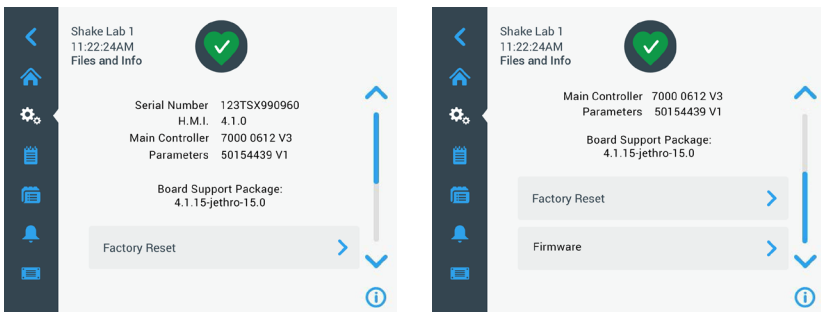 Shake Lab 1
11:22:24AM
Files and Info
Serial Number 123TSX990960
H.M.I. 4.1.0
Main Controller 7000 0612 V3
Parameters 50154439 V1
Board Support Package:
4.1.15-jethro-15.0
Factory Reset
Shake Lab 1
11:22:24AM
Files and Info
Main Controller 7000 0612 V3
Parameters 50154439 V1
Board Support Package:
4.1.15-jethro-15.0
Factory Reset
Firmware